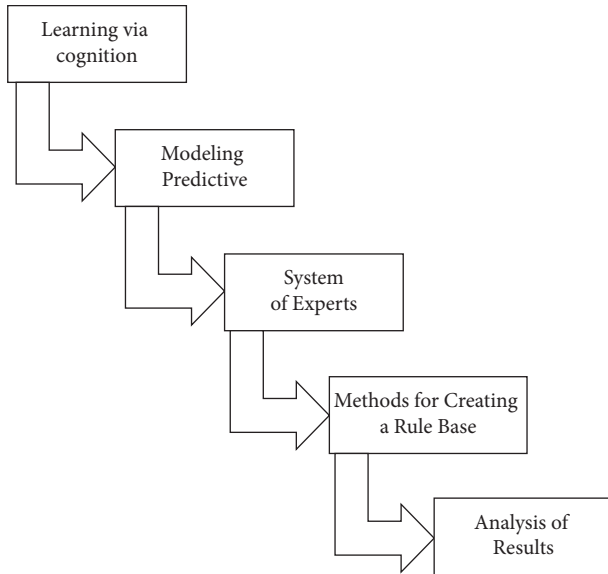 Learning via
cognition
Modeling
Predictive
System
of Experts
Methods for Creating
a Rule Base
Analysis of
Results